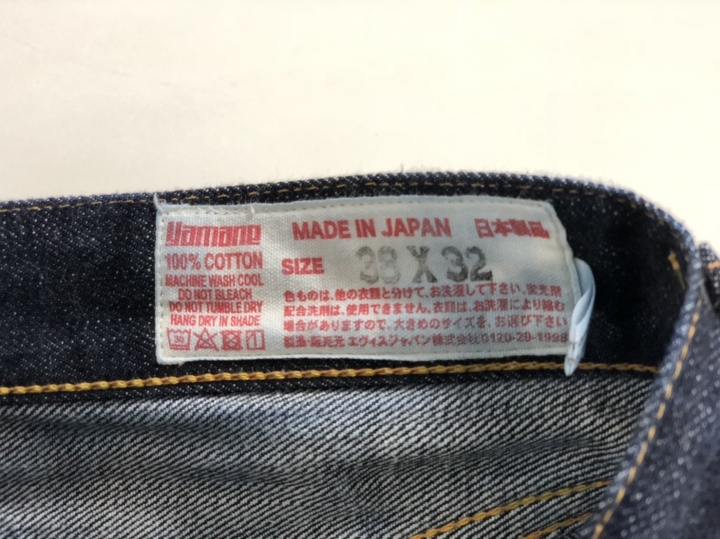 Yamane
MADE IN JAPAN 日本製品
100% COTTON
SIZE 38 X 32
MACHINE WASH COOL
DO NOT BLEACH
DO NOT TUMBLE DRY
HANG DRY IN SHADE
30
色ものは、他の衣類と分けて、お洗濯して下さい。蛍光剤
配合洗剤は、使用できません。衣類は、お洗濯により縮む
場合がありますので、大きめのサイズを、お選び下さい
製造・販売元 エヴィスジャパン株式会社 0120-29-1998